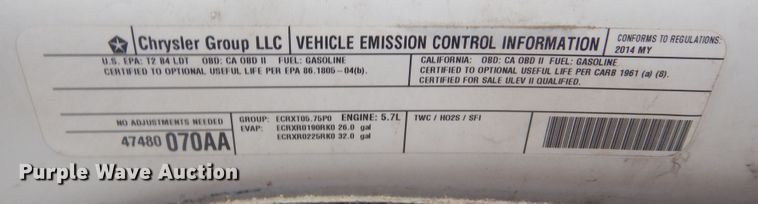 Chrysler Group LLC
VEHICLE EMISSION CONTROL INFORMATION
CONFORMS TO REGULATIONS:
2014 MY
U.S. EPA: T2 B4 LDT OBD: CA OBD II FUEL: GASOLINE
CERTIFIED TO OPTIONAL USEFUL LIFE PER EPA 86.1805-04(b).
CALIFORNIA: OBD: CA OBD II FUEL: GASOLINE
CERTIFIED TO OPTIONAL USEFUL LIFE PER CARB 1961 (a) (8).
CERTIFIED FOR SALE ULEV II QUALIFIED.
NO ADJUSTMENTS NEEDED
47480 070AA
GROUP: ECRXT05.75P0 ENGINE: 5.7L
EVAP: ECRXR0190RK0 26.0 gal
ECRXR0225RK0 32.0 gal
TWC / HO2S / SFI
Purple Wave Auction